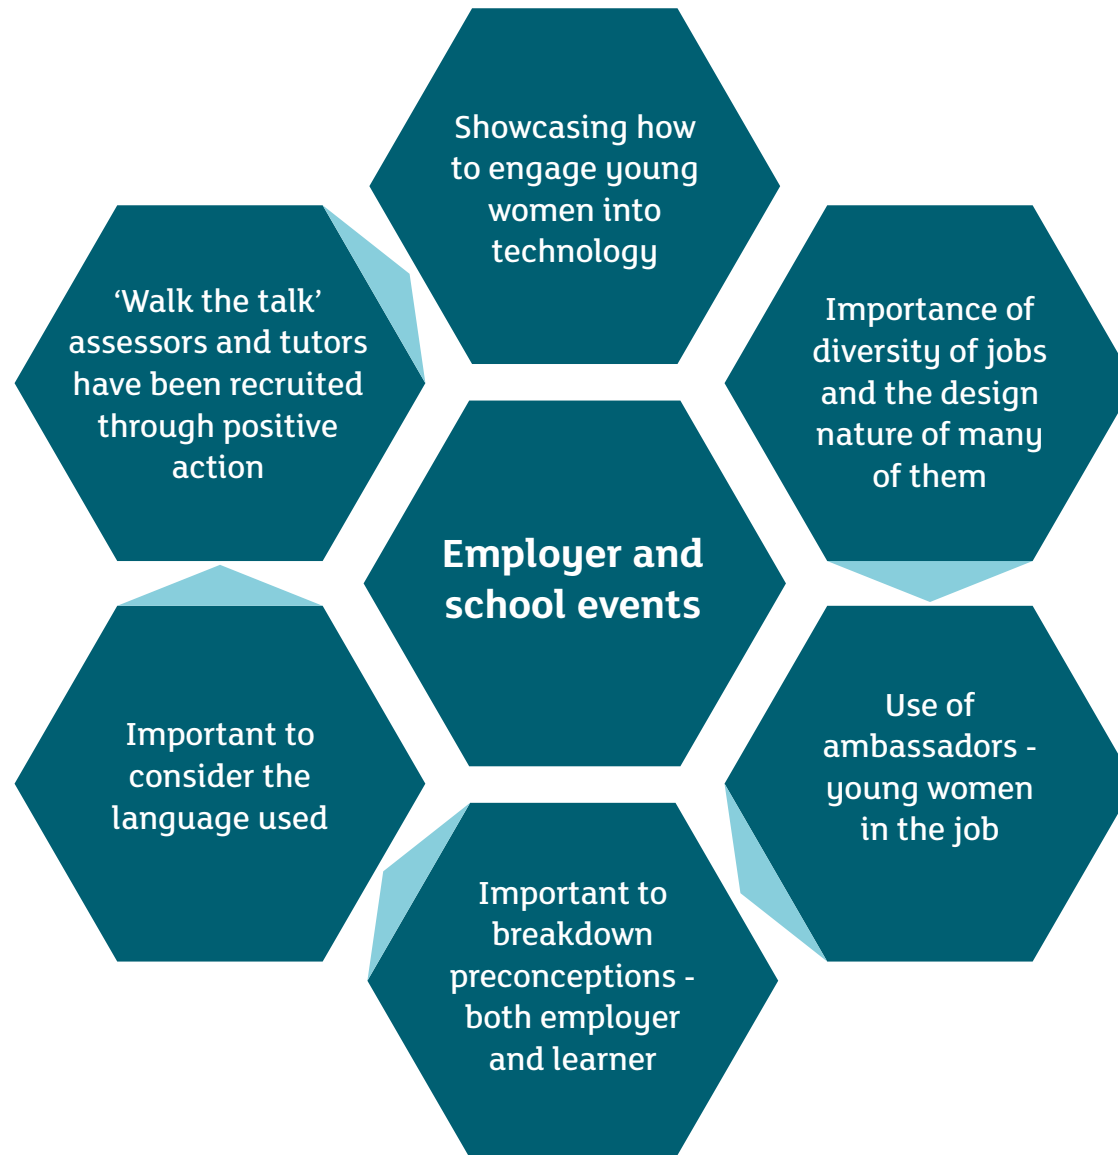 Showcasing how
to engage young
women into
technology
Importance of
diversity of jobs
and the design
nature of many
of them
Use of
ambassadors -
young women
in the job
Important to
breakdown
preconceptions -
both employer
and learner
Important to
consider the
language used
‘Walk the talk’
assessors and tutors
have been recruited
through positive
action
Employer and
school events